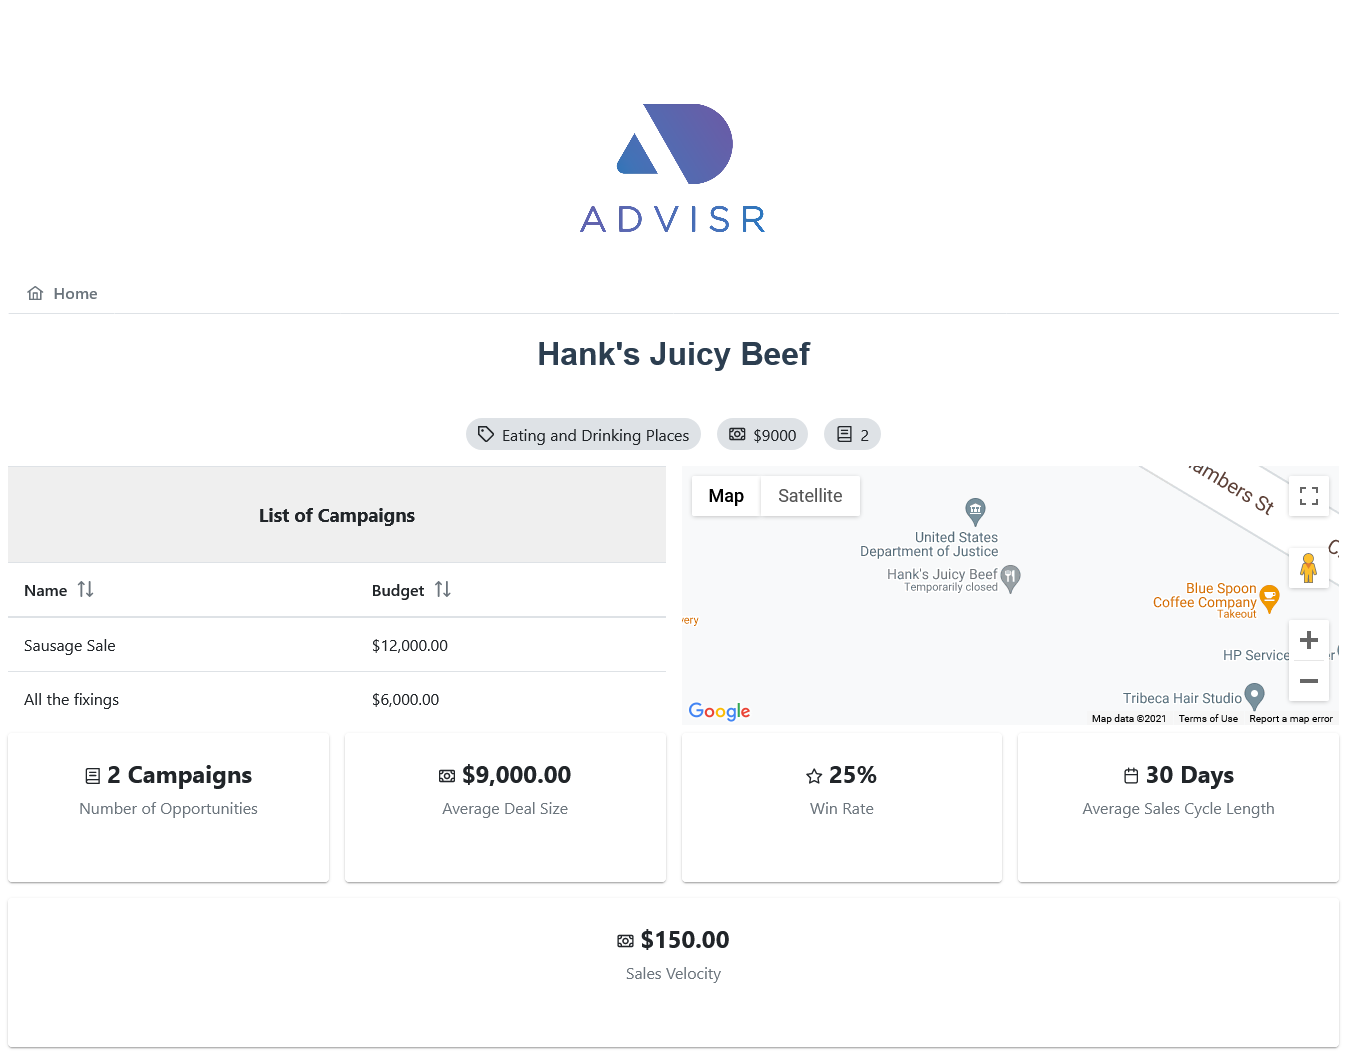 ADVISR
Home
Hank's Juicy Beef
Eating and Drinking Places
$9000
2
List of Campaigns
Name
Budget
Sausage Sale
$12,000.00
All the fixings
$6,000.00
Map
Satellite
ambers St
United States
Department of Justice
Hank's Juicy Beef
Temporarily closed
Blue Spoon
Coffee Company
Takeout
very
HP Service
er
Tribeca Hair Studio
Google
Map data ©2021
Terms of Use
Report a map error
2 Campaigns
Number of Opportunities
$9,000.00
Average Deal Size
25%
Win Rate
30 Days
Average Sales Cycle Length
$150.00
Sales Velocity